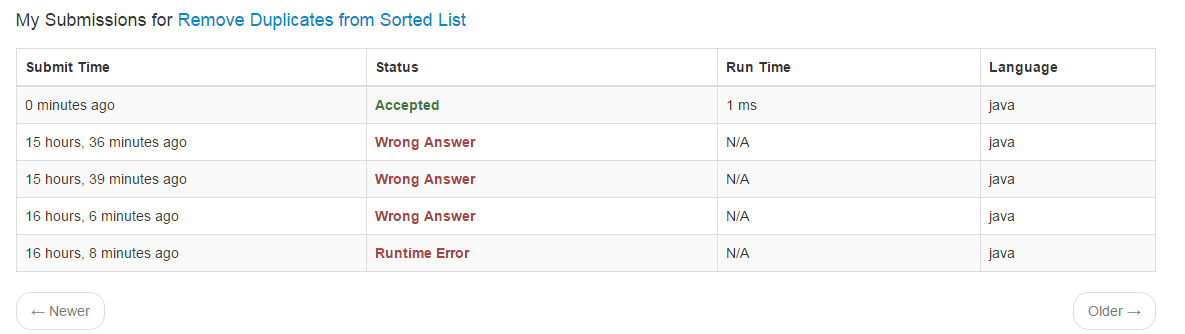 My Submissions for Remove Duplicates from Sorted List
Submit Time Status Run Time Language
0 minutes ago Accepted 1 ms java
15 hours, 36 minutes ago Wrong Answer N/A java
15 hours, 39 minutes ago Wrong Answer N/A java
16 hours, 6 minutes ago Wrong Answer N/A java
16 hours, 8 minutes ago Runtime Error N/A java
← Newer Older →